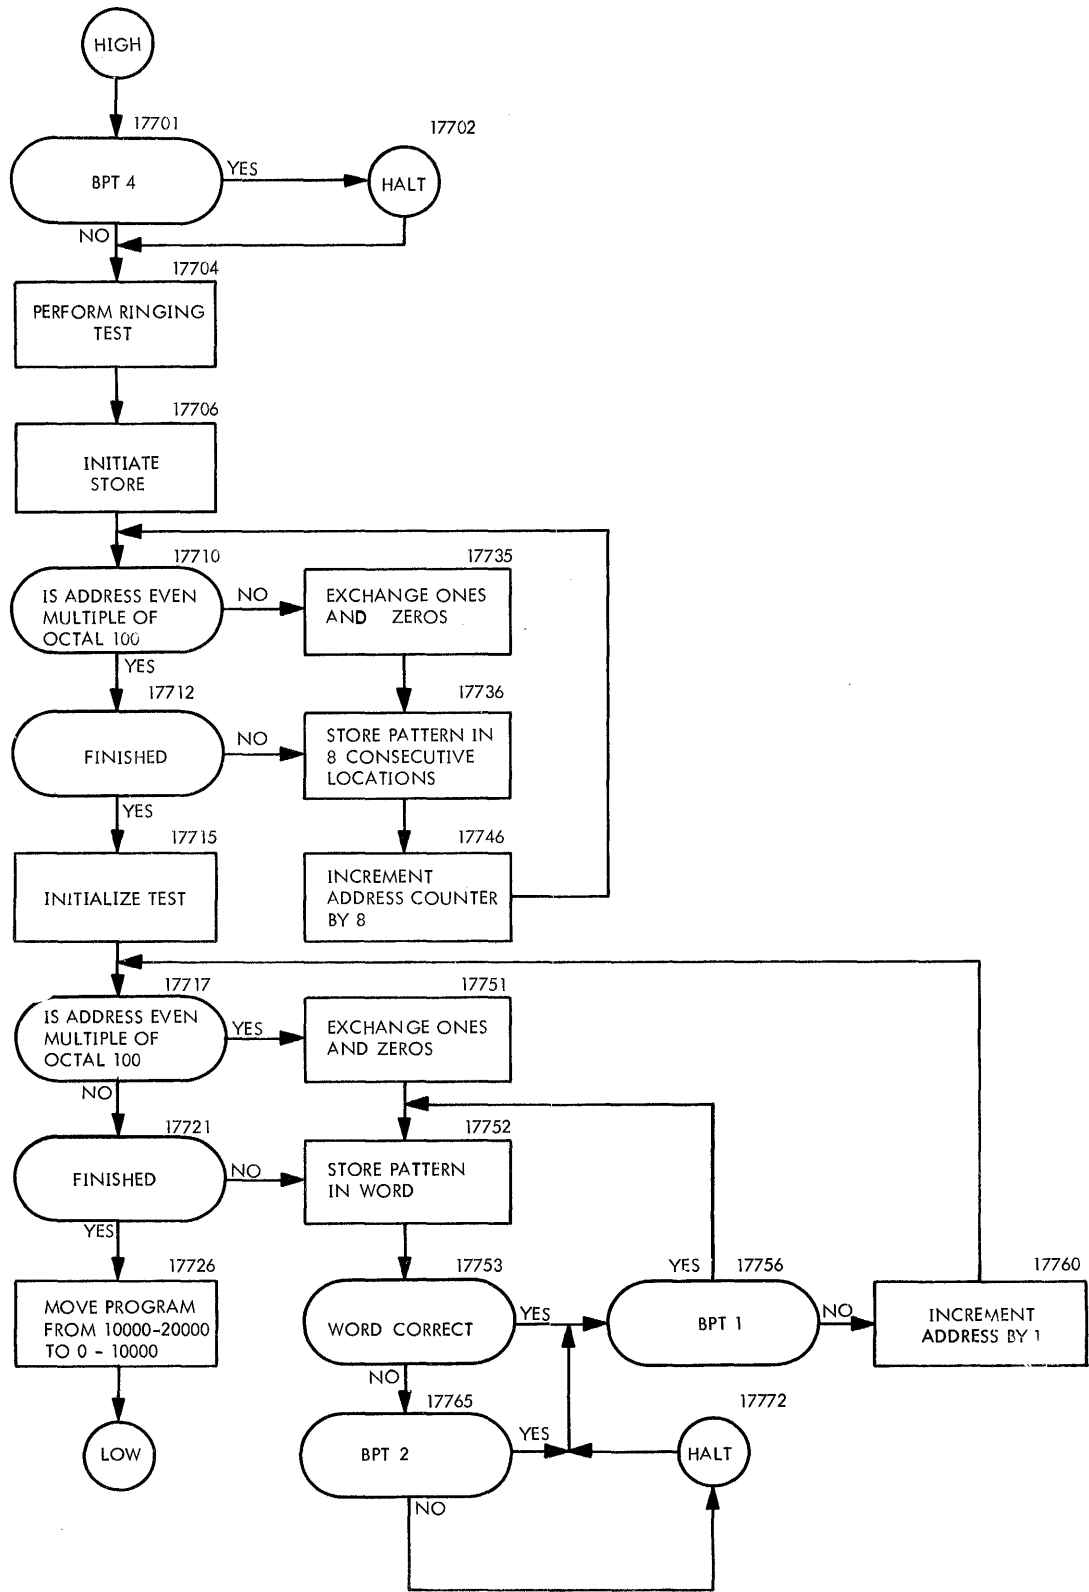 HIGH
17701
17702
BPT 4
YES
HALT
NO
17704
PERFORM RINGING
TEST
17706
INITIATE
STORE
17710
17735
IS ADDRESS EVEN
MULTIPLE OF
OCTAL 100
NO
EXCHANGE ONES
AND ZEROS
YES
17712
17736
FINISHED
NO
STORE PATTERN IN
8 CONSECUTIVE
LOCATIONS
YES
17715
17746
INITIALIZE TEST
INCREMENT
ADDRESS COUNTER
BY 8
17717
17751
IS ADDRESS EVEN
MULTIPLE OF
OCTAL 100
YES
EXCHANGE ONES
AND ZEROS
NO
17721
17752
FINISHED
NO
STORE PATTERN
IN WORD
YES
17726
17753
YES
17756
17760
MOVE PROGRAM
FROM 10000-20000
TO 0 - 10000
WORD CORRECT
YES
BPT 1
NO
INCREMENT
ADDRESS BY 1
NO
17765
17772
LOW
BPT 2
YES
HALT
NO